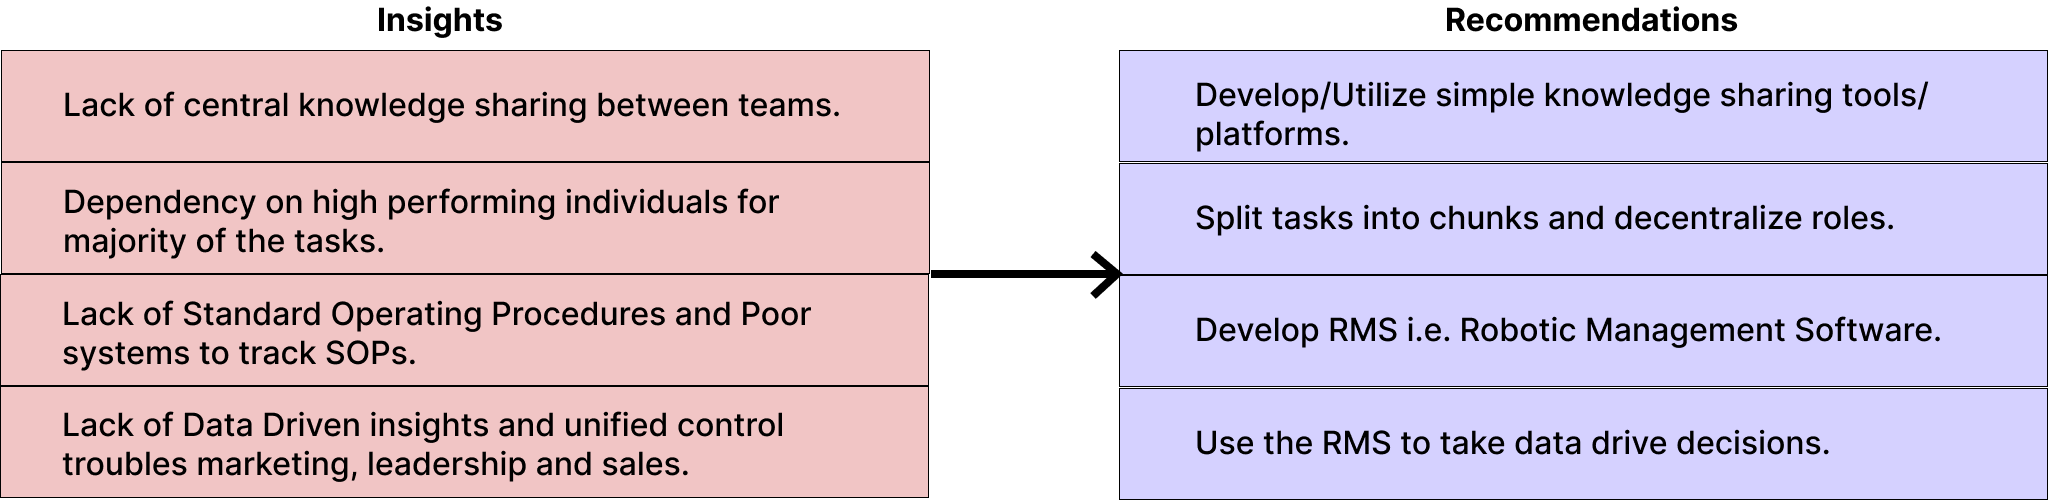 Insights
Lack of central knowledge sharing between teams.
Dependency on high performing individuals for
majority of the tasks.
Lack of Standard Operating Procedures and Poor
systems to track SOPs.
Lack of Data Driven insights and unified control
troubles marketing, leadership and sales.
Recommendations
Develop/Utilize simple knowledge sharing tools/
platforms.
Split tasks into chunks and decentralize roles.
Develop RMS i.e. Robotic Management Software.
Use the RMS to take data drive decisions.